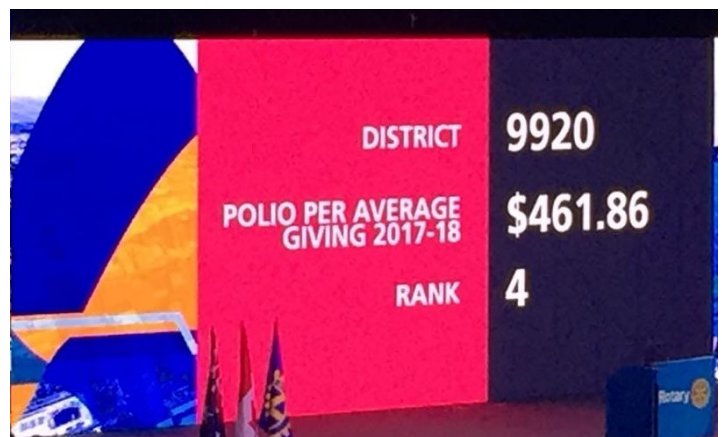 DISTRICT 9920
POLIO PER AVERAGE
GIVING 2017-18 $461.86
RANK 4
Rotary